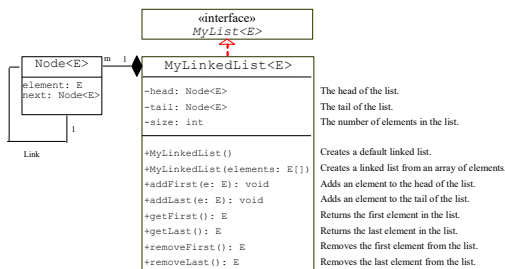 «interface»
MyList<E>
Node<E>
m
1
MyLinkedList<E>
element: E
next: Node<E>
1
Link
-head: Node<E> The head of the list.
-tail: Node<E> The tail of the list.
-size: int The number of elements in the list.
+MyLinkedList() Creates a default linked list.
+MyLinkedList(elements: E[]) Creates a linked list from an array of elements.
+addFirst(e: E): void Adds an element to the head of the list.
+addLast(e: E): void Adds an element to the tail of the list.
+getFirst(): E Returns the first element in the list.
+getLast(): E Returns the last element in the list.
+removeFirst(): E Removes the first element from the list.
+removeLast(): E Removes the last element from the list.